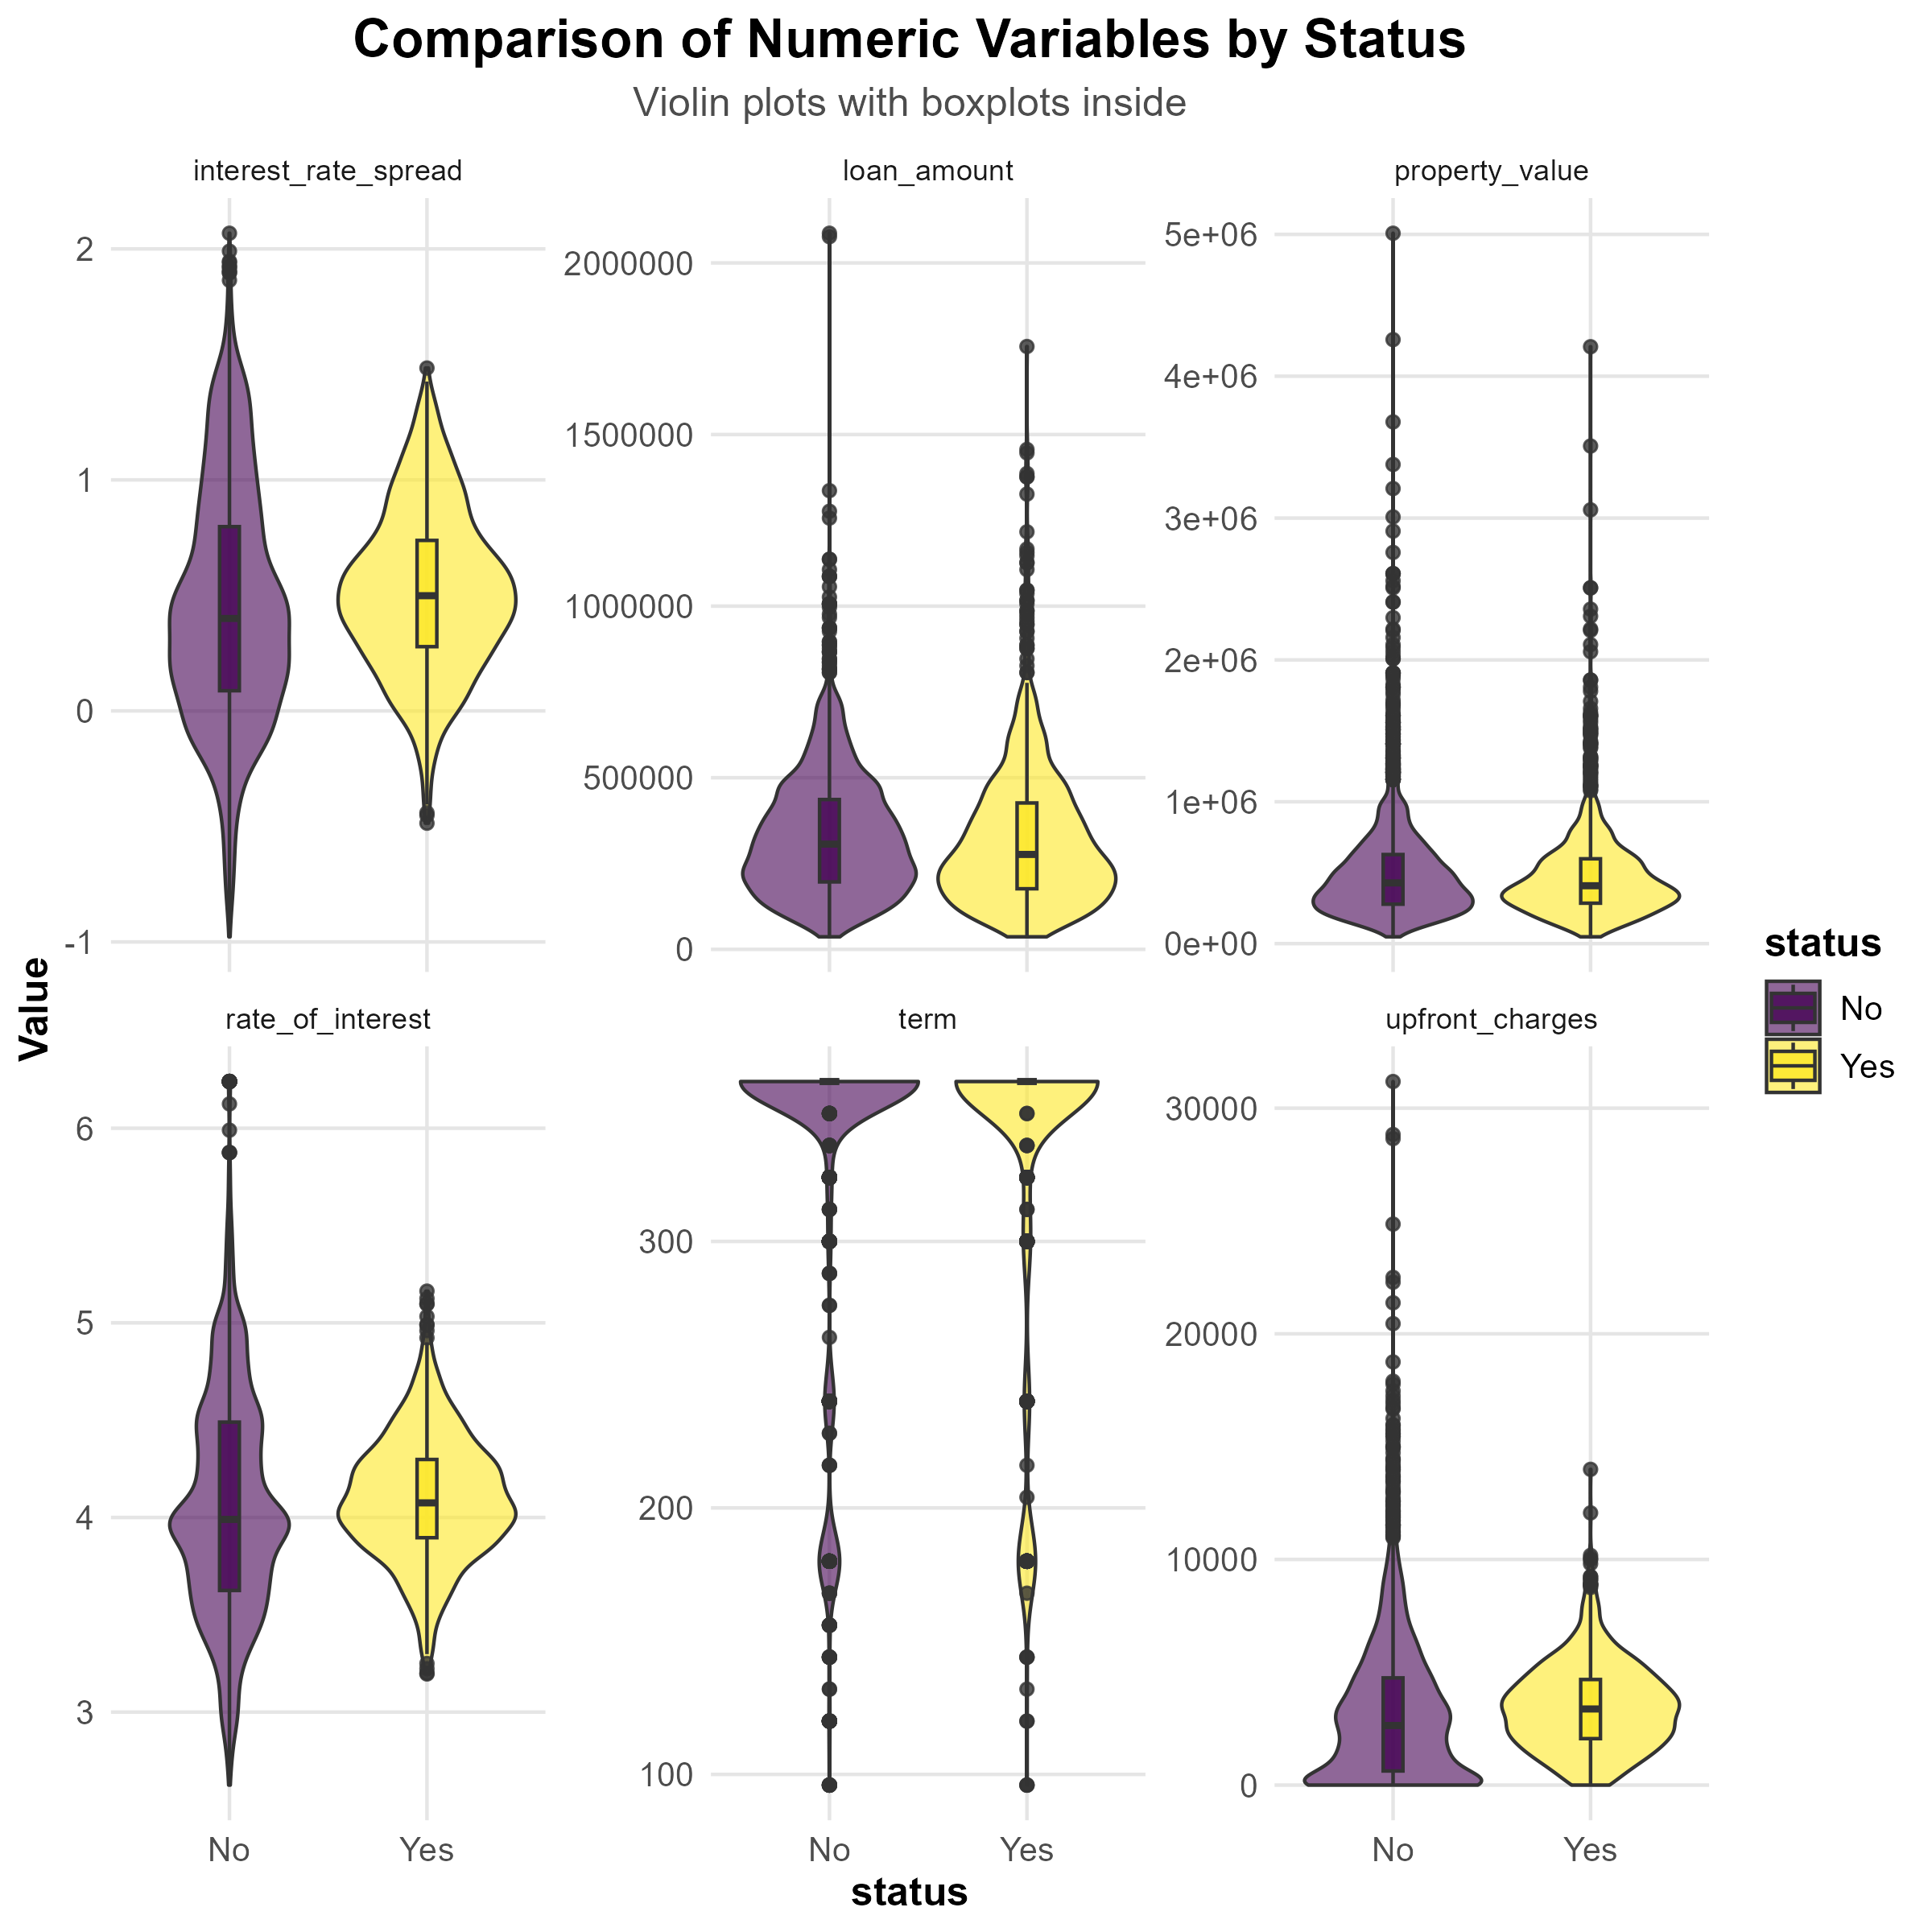 Comparison of Numeric Variables by Status
Violin plots with boxplots inside
interest_rate_spread
2
1
0
-1
loan_amount
2000000
1500000
1000000
500000
0
property_value
5e+06
4e+06
3e+06
2e+06
1e+06
0e+00
Value
rate_of_interest
6
5
4
3
No
Yes
term
300
200
100
No
Yes
upfront_charges
30000
20000
10000
0
No
Yes
status
status
No
Yes